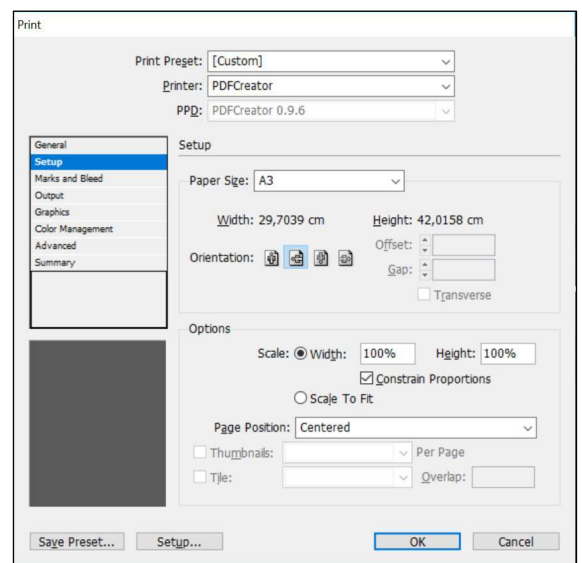 Print
Print Preset: [Custom]
Printer: PDFCreator
PPD: PDFCreator 0.9.6
General
Setup
Marks and Bleed
Output
Graphics
Color Management
Advanced
Summary
Setup
Paper Size: A3
Width: 29,7039 cm Height: 42,0158 cm
Orientation: Offset:
Gap:
Transverse
Options
Scale: Width: 100% Height: 100%
Constrain Proportions
Scale To Fit
Page Position: Centered
Thumbnails: Per Page
Tile: Overlap:
Save Preset... Setup... OK Cancel